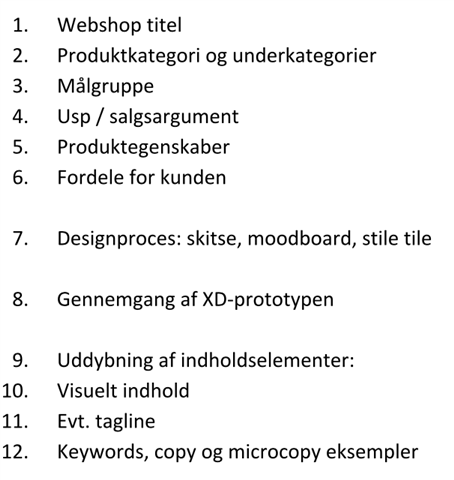 1. Webshop titel
2. Produktkategori og underkategorier
3. Målgruppe
4. Usp / salgsargument
5. Produktegenskaber
6. Fordele for kunden
7. Designproces: skitse, moodboard, stile tile
8. Gennemgang af XD-prototypen
9. Uddybning af indholdselementer:
10. Visuelt indhold
11. Evt. tagline
12. Keywords, copy og microcopy eksempler